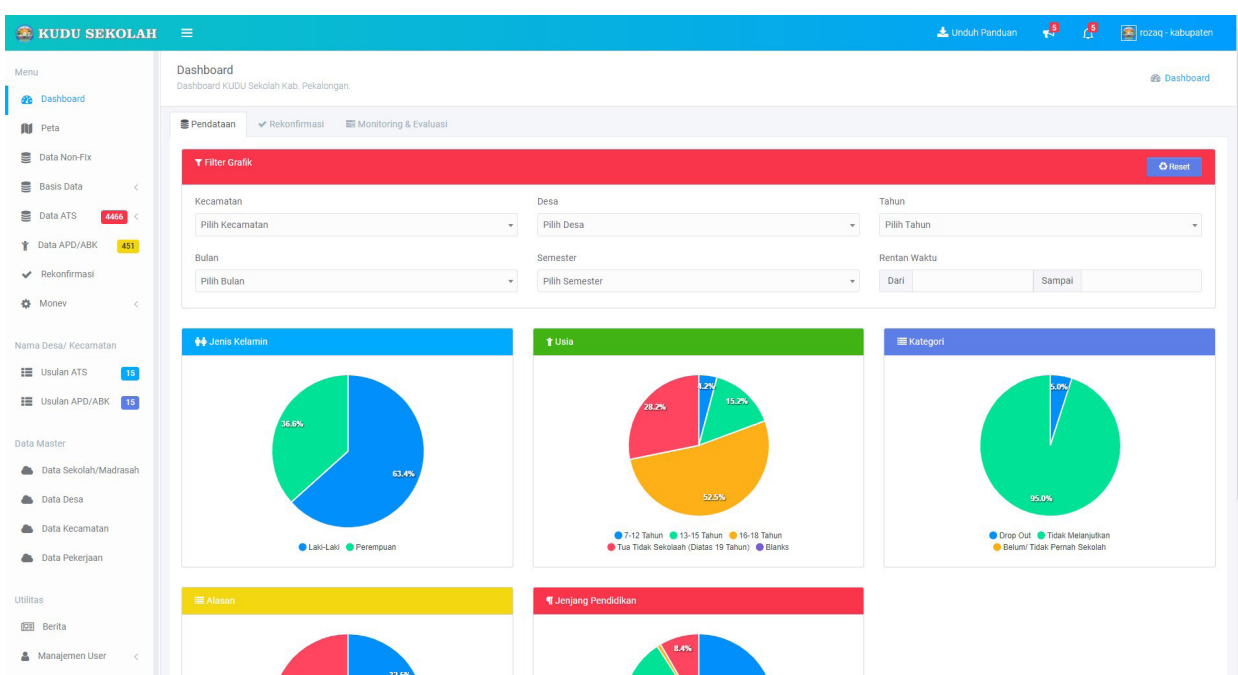 KUDU SEKOLAH
Unduh Panduan
5
5
rozaq - kabupaten
Menu
Dashboard
Peta
Data Non-Fix
Basis Data
Data ATS 4466
Data APD/ABK 451
Rekonfirmasi
Monev
Nama Desa/ Kecamatan
Usulan ATS 15
Usulan APD/ABK 15
Data Master
Data Sekolah/Madrasah
Data Desa
Data Kecamatan
Data Pekerjaan
Utilitas
Berita
Manajemen User
Dashboard
Dashboard KUDU Sekolah Kab. Pekalongan.
Dashboard
Pendataan Rekonfirmasi Monitoring & Evaluasi
Filter Grafik
Reset
Kecamatan Desa Tahun
Pilih Kecamatan Pilih Desa Pilih Tahun
Bulan Semester Rentan Waktu
Pilih Bulan Pilih Semester Dari Sampai
Jenis Kelamin
36.6%
63.4%
Laki-Laki Perempuan
Usia
4.2%
15.2%
28.2%
52.5%
7-12 Tahun 13-15 Tahun 16-18 Tahun
Tua Tidak Sekolaah (Diatas 19 Tahun) Blanks
Kategori
5.0%
95.0%
Drop Out Tidak Melanjutkan
Belum/ Tidak Pernah Sekolah
Alasan
Jenjang Pendidikan
8.4%